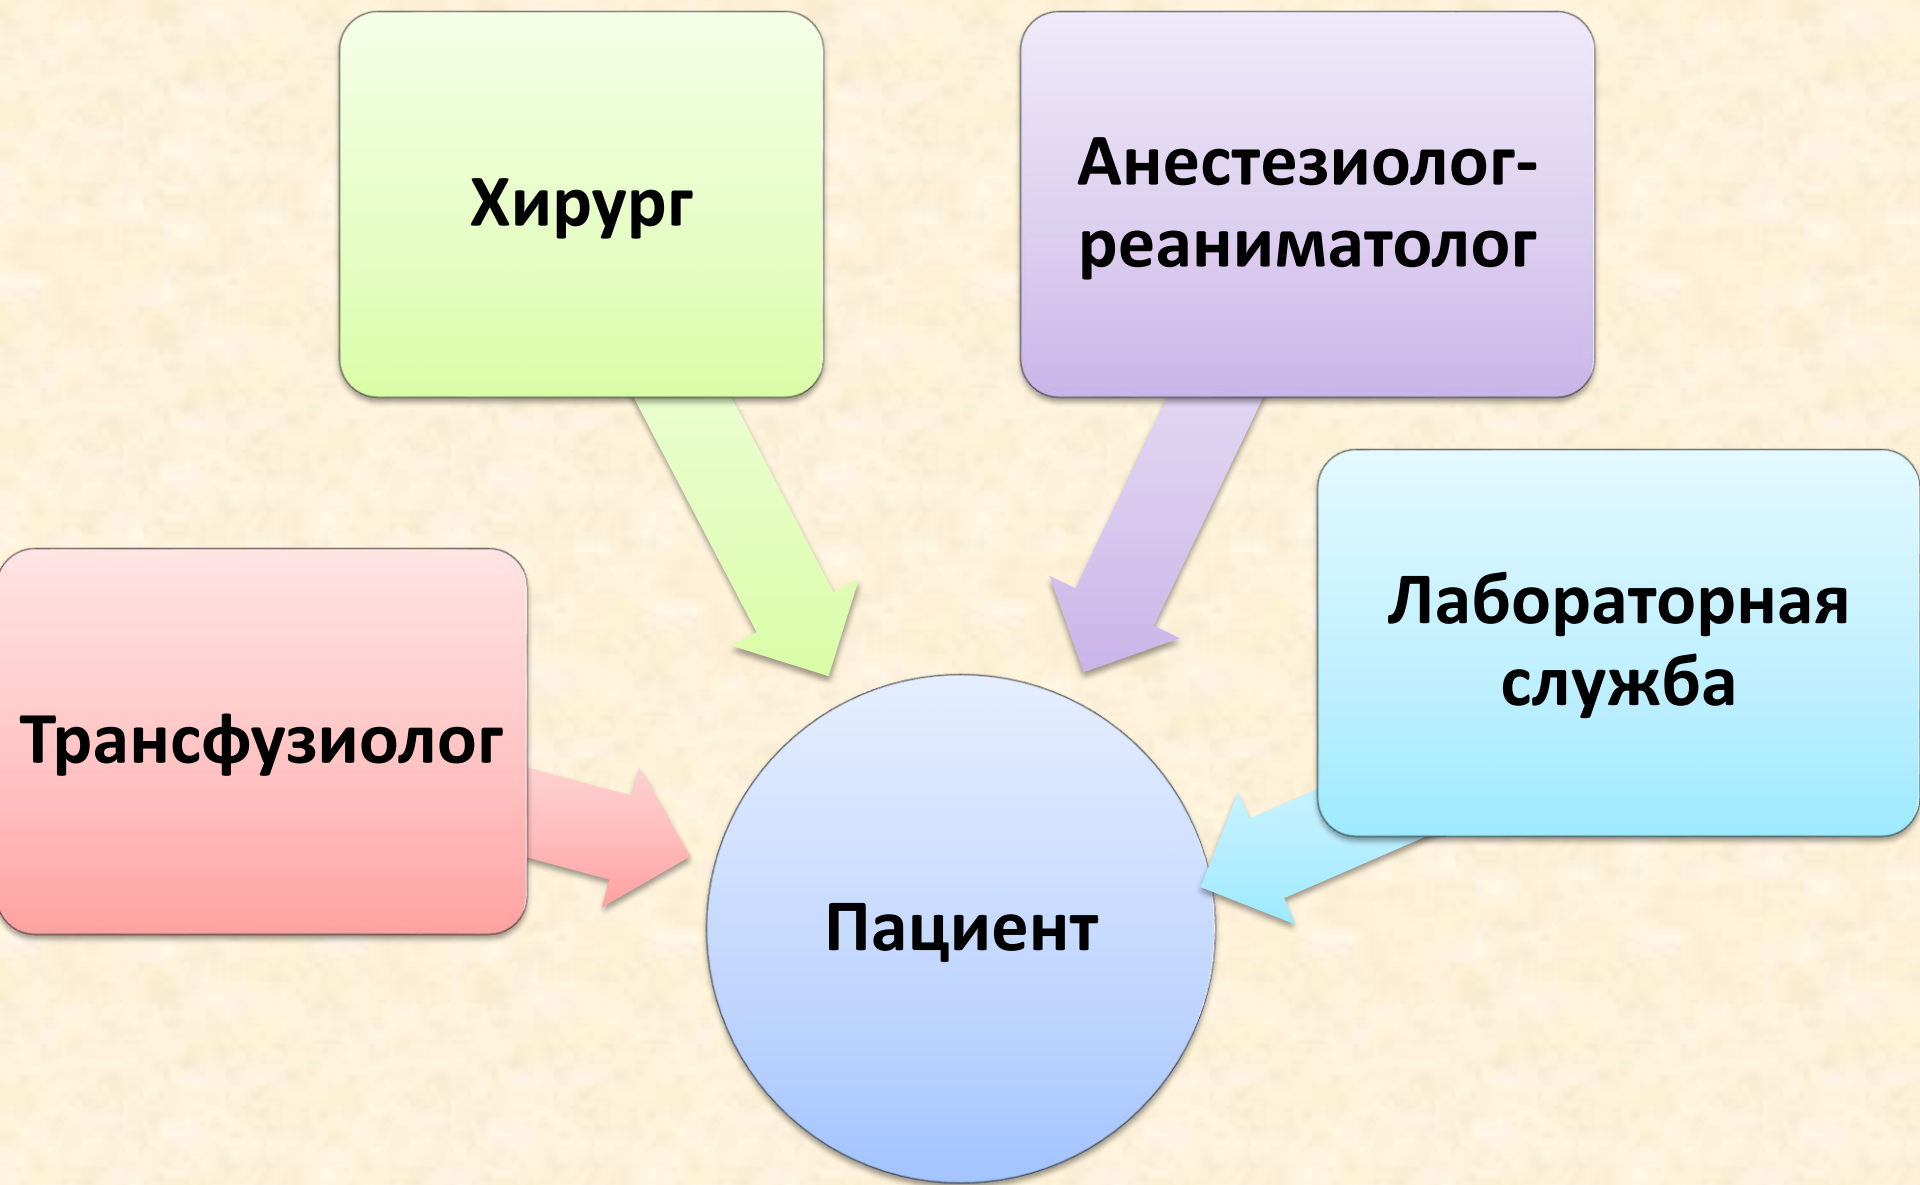 Хирург
Анестезиолог-
реаниматолог
Лабораторная
служба
Трансфузиолог
Пациент